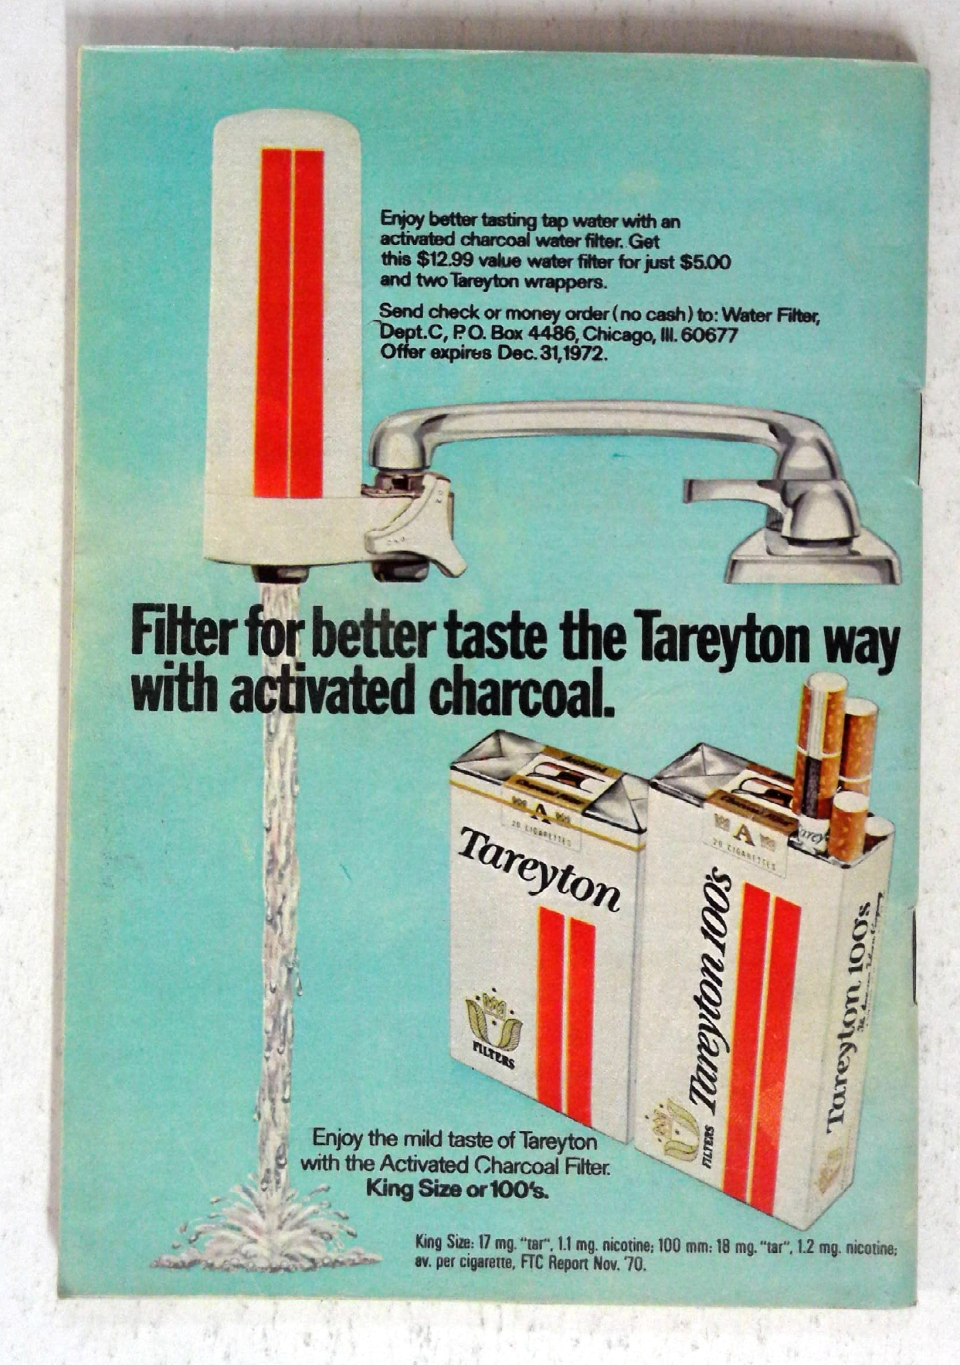 Enjoy better tasting tap water with an
activated charcoal water filter. Get
this $12.99 value water filter for just $5.00
and two Tareyton wrappers.
Send check or money order (no cash) to: Water Filter,
Dept.C, P.O. Box 4486, Chicago, Ill. 60677
Offer expires Dec. 31, 1972.
Filter for better taste the Tareyton way
with activated charcoal.
A
20 CIGARETTES
Tareyton
FILTERS
A
20 CIGARETTES
Tareyton 100's
FILTERS
Tareyton 100's
Enjoy the mild taste of Tareyton
with the Activated Charcoal Filter.
King Size or 100's.
King Size: 17 mg. "tar", 1.1 mg. nicotine; 100 mm: 18 mg. "tar", 1.2 mg. nicotine;
av. per cigarette, FTC Report Nov. '70.